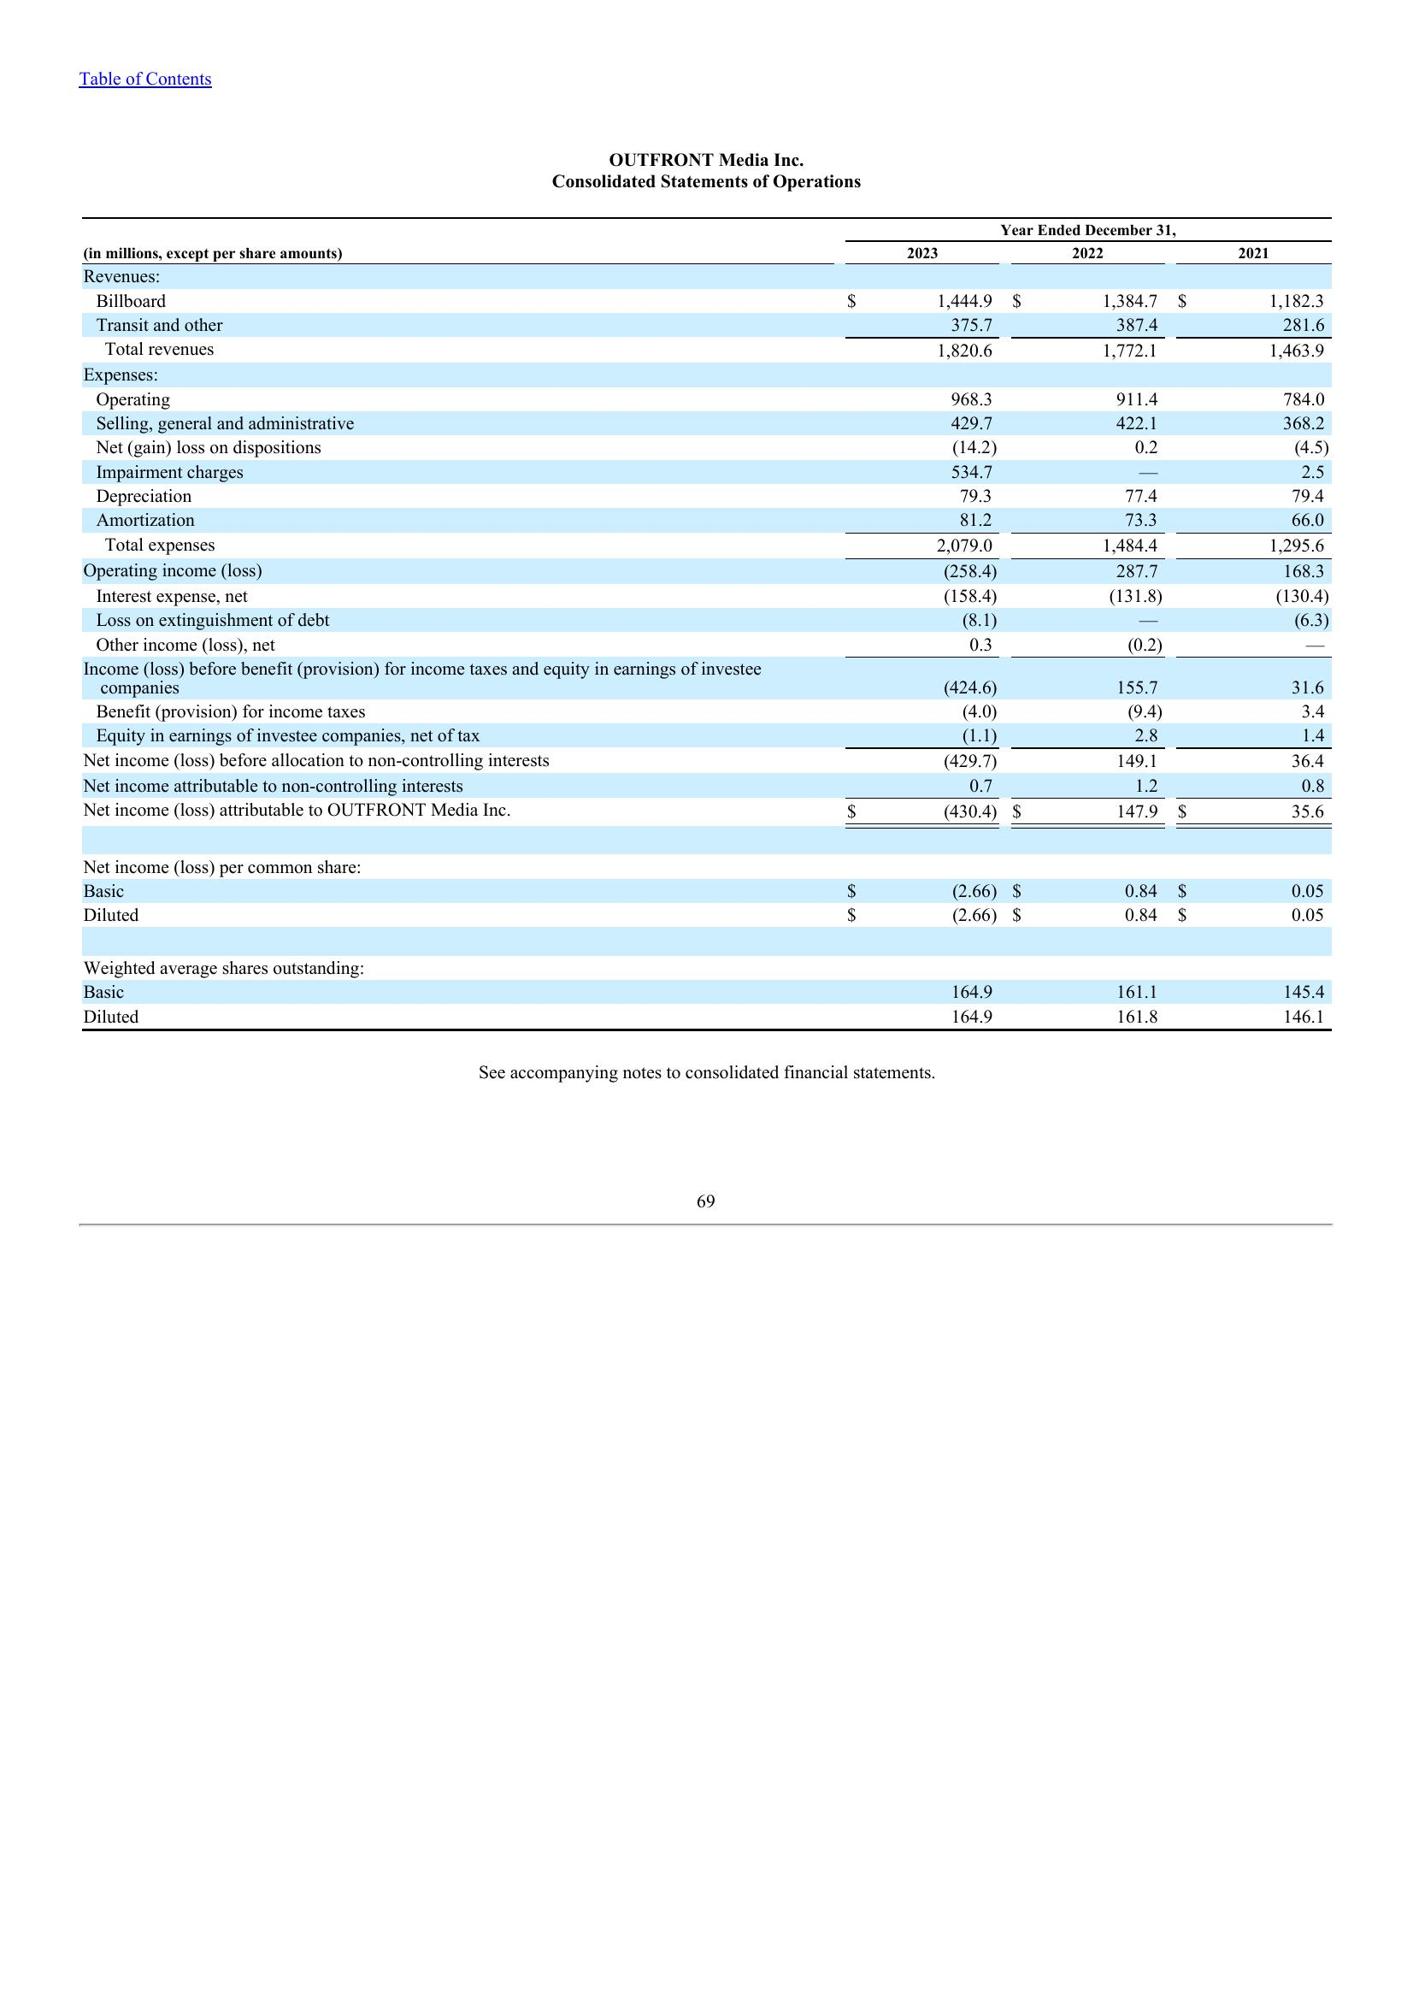 Table of Contents
OUTFRONT Media Inc.
Consolidated Statements of Operations
Year Ended December 31,
(in millions, except per share amounts) 2023 2022 2021
Revenues:
Billboard $ 1,444.9 $ 1,384.7 $ 1,182.3
Transit and other 375.7 387.4 281.6
Total revenues 1,820.6 1,772.1 1,463.9
Expenses:
Operating 968.3 911.4 784.0
Selling, general and administrative 429.7 422.1 368.2
Net (gain) loss on dispositions (14.2) 0.2 (4.5)
Impairment charges 534.7 — 2.5
Depreciation 79.3 77.4 79.4
Amortization 81.2 73.3 66.0
Total expenses 2,079.0 1,484.4 1,295.6
Operating income (loss) (258.4) 287.7 168.3
Interest expense, net (158.4) (131.8) (130.4)
Loss on extinguishment of debt (8.1) — (6.3)
Other income (loss), net 0.3 (0.2) —
Income (loss) before benefit (provision) for income taxes and equity in earnings of investee
companies (424.6) 155.7 31.6
Benefit (provision) for income taxes (4.0) (9.4) 3.4
Equity in earnings of investee companies, net of tax (1.1) 2.8 1.4
Net income (loss) before allocation to non-controlling interests (429.7) 149.1 36.4
Net income attributable to non-controlling interests 0.7 1.2 0.8
Net income (loss) attributable to OUTFRONT Media Inc. $ (430.4) $ 147.9 $ 35.6
Net income (loss) per common share:
Basic $ (2.66) $ 0.84 $ 0.05
Diluted $ (2.66) $ 0.84 $ 0.05
Weighted average shares outstanding:
Basic 164.9 161.1 145.4
Diluted 164.9 161.8 146.1
See accompanying notes to consolidated financial statements.
69